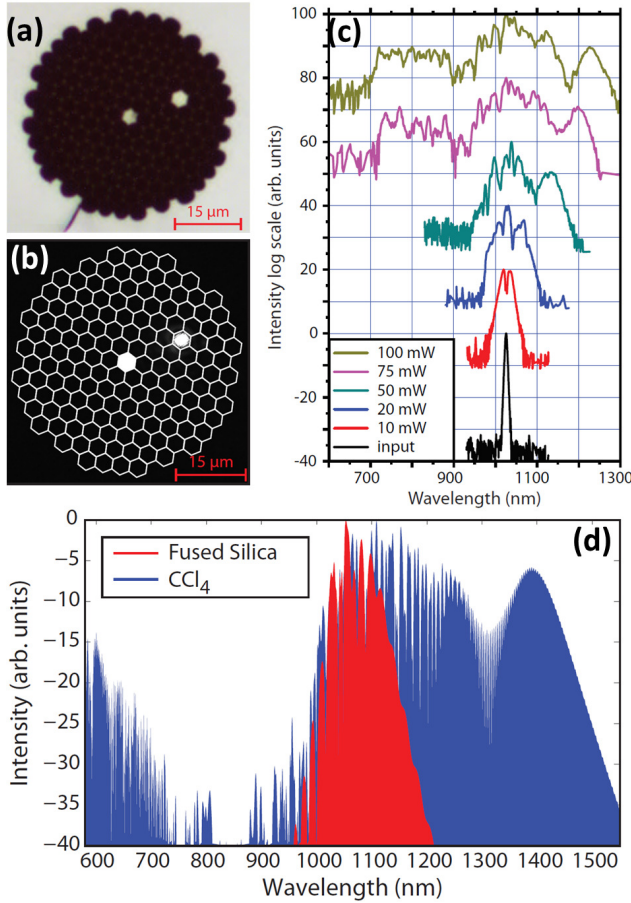 (a)
15 μm
(b)
15 μm
(c)
Intensity log scale (arb. units)
100
80
60
40
20
0
-20
-40
100 mW
75 mW
50 mW
20 mW
10 mW
input
700
900
1100
1300
Wavelength (nm)
(d)
Intensity (arb. units)
0
−5
−10
−15
−20
−25
−30
−35
−40
Fused Silica
CCl4
600
700
800
900
1000
1100
1200
1300
1400
1500
Wavelength (nm)